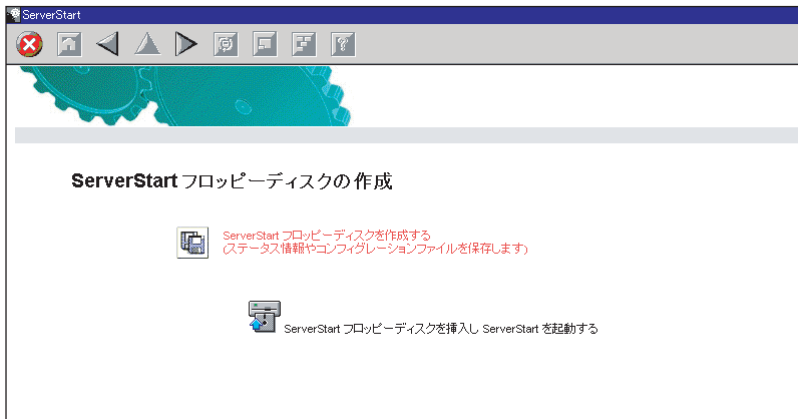 ServerStart
ServerStart フロッピーディスクの作成
ServerStart フロッピーディスクを作成する
(ステータス情報やコンフィグレーションファイルを保存します)
ServerStart フロッピーディスクを挿入し ServerStart を起動する